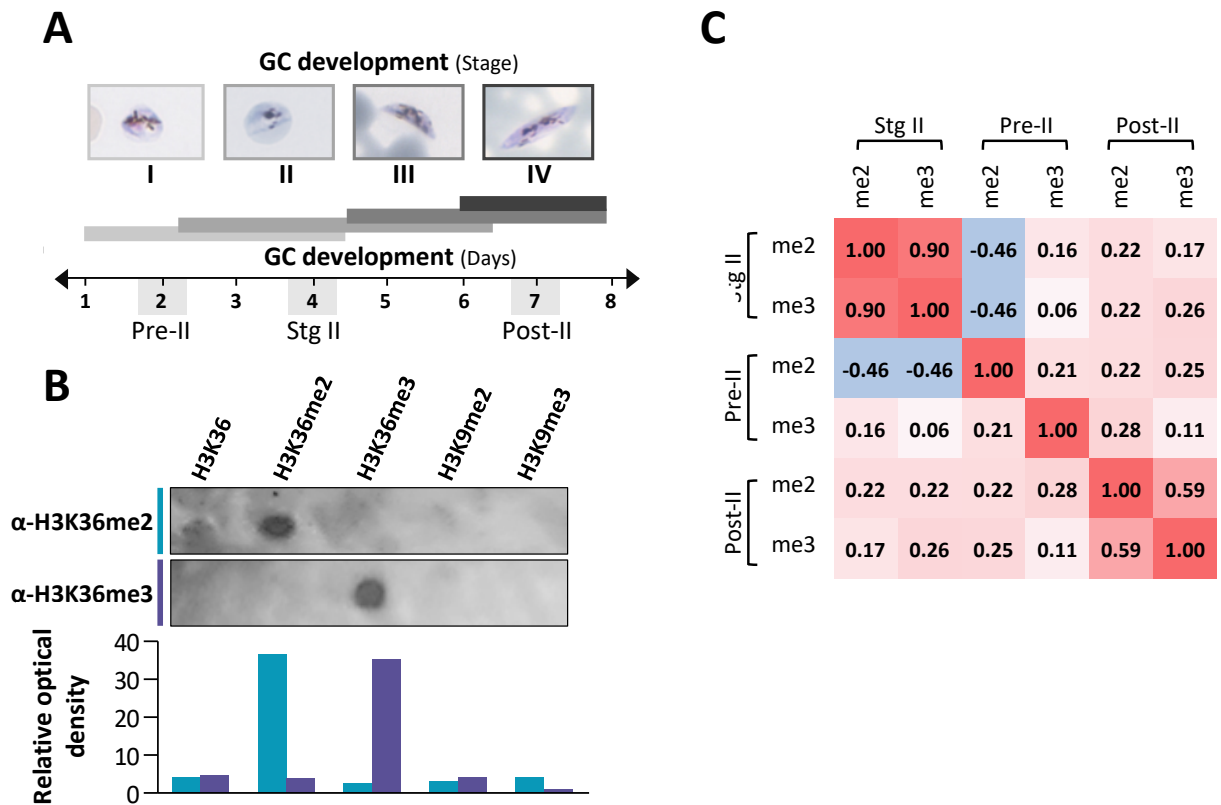 A
GC development (Stage)
I II III IV
GC development (Days)
1 2 3 4 5 6 7 8
Pre-II Stg II Post-II
B
H3K36 H3K36me2 H3K36me3 H3K9me2 H3K9me3
α-H3K36me2
α-H3K36me3
Relative optical density
40
30
20
10
0
C
Stg II Pre-II Post-II
me2 me3 me2 me3 me2 me3
Stg II
me2 1.00 0.90 -0.46 0.16 0.22 0.17
me3 0.90 1.00 -0.46 0.06 0.22 0.26
Pre-II
me2 -0.46 -0.46 1.00 0.21 0.22 0.25
me3 0.16 0.06 0.21 1.00 0.28 0.11
Post-II
me2 0.22 0.22 0.22 0.28 1.00 0.59
me3 0.17 0.26 0.25 0.11 0.59 1.00